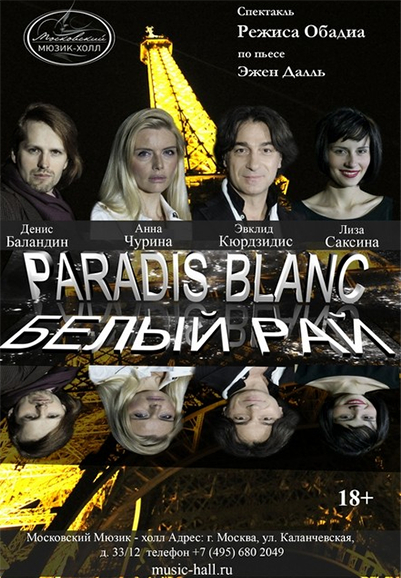 Московский
МЮЗИК-ХОЛЛ
Спектакль
Режиса Обадиа
по пьесе
Эжен Далль
Денис
Баландин
Анна
Чурина
Эвклид
Кюрдзидис
Лиза
Саксина
PARADIS BLANC
БЕЛЫЙ РАЙ
18+
Московский Мюзик - холл Адрес: г. Москва, ул. Каланчевская,
д. 33/12 телефон +7 (495) 680 2049
music-hall.ru